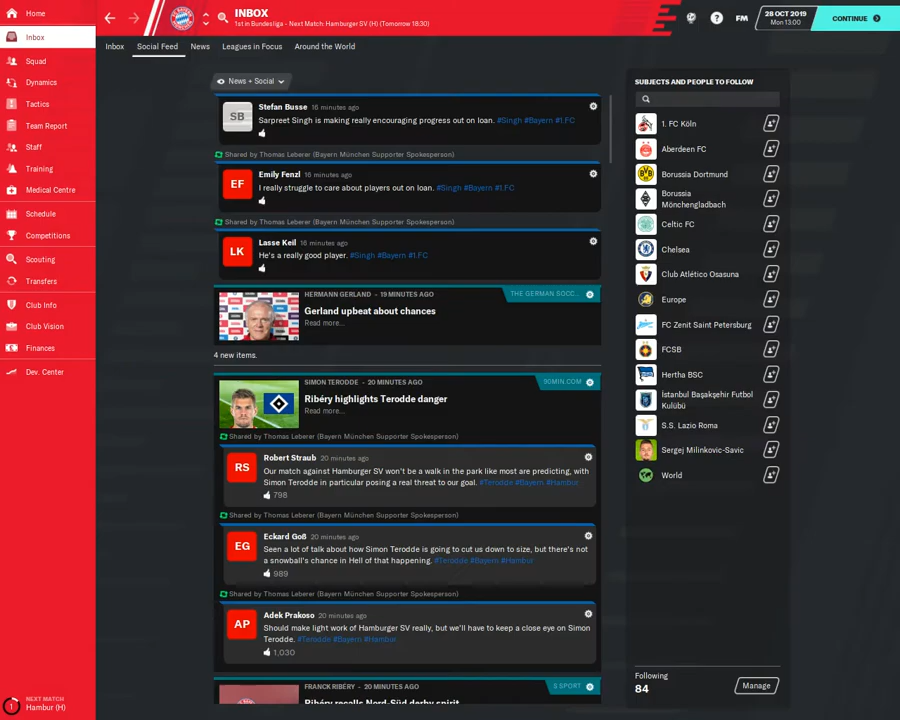 Home
Inbox
Squad
Dynamics
Tactics
Team Report
Staff
Training
Medical Centre
Schedule
Competitions
Scouting
Transfers
Club Info
Club Vision
Finances
Dev. Center
1
NEXT MATCH
Hambur (H)
INBOX
1st in Bundesliga - Next Match: Hamburger SV (H) (Tomorrow 18:30)
?
FM
28 OCT 2019
Mon 13:00
CONTINUE
Inbox
Social Feed
News
Leagues in Focus
Around the World
News + Social
SB
Stefan Busse 16 minutes ago
Sarpreet Singh is making really encouraging progress out on loan. #Singh #Bayern #1.FC
Shared by Thomas Leberer (Bayern München Supporter Spokesperson)
EF
Emily Fenzl 16 minutes ago
I really struggle to care about players out on loan. #Singh #Bayern #1.FC
Shared by Thomas Leberer (Bayern München Supporter Spokesperson)
LK
Lasse Keil 16 minutes ago
He's a really good player. #Singh #Bayern #1.FC
HERMANN GERLAND - 19 MINUTES AGO
THE GERMAN SOCC...
Gerland upbeat about chances
Read more...
4 new items.
SIMON TERODDE - 20 MINUTES AGO
90MIN.COM
Ribéry highlights Terodde danger
Read more...
Shared by Thomas Leberer (Bayern München Supporter Spokesperson)
RS
Robert Straub 20 minutes ago
Our match against Hamburger SV won't be a walk in the park like most are predicting, with
Simon Terodde in particular posing a real threat to our goal. #Terodde #Bayern #Hambur
798
Shared by Thomas Leberer (Bayern München Supporter Spokesperson)
EG
Eckard Goß 20 minutes ago
Seen a lot of talk about how Simon Terodde is going to cut us down to size, but there's not
a snowball's chance in Hell of that happening. #Terodde #Bayern #Hambur
989
Shared by Thomas Leberer (Bayern München Supporter Spokesperson)
AP
Adek Prakoso 20 minutes ago
Should make light work of Hamburger SV really, but we'll have to keep a close eye on Simon
Terodde. #Terodde #Bayern #Hambur
1,030
FRANCK RIBÉRY - 20 MINUTES AGO
S.SPORT
Ribéry recalls Nord-Süd derby spirit
SUBJECTS AND PEOPLE TO FOLLOW
1. FC Köln
Aberdeen FC
Borussia Dortmund
Borussia
Mönchengladbach
Celtic FC
Chelsea
Club Atlético Osasuna
Europe
FC Zenit Saint Petersburg
FCSB
Hertha BSC
İstanbul Başakşehir Futbol
Kulübü
S.S. Lazio Roma
Sergej Milinkovic-Savic
World
Following
84
Manage